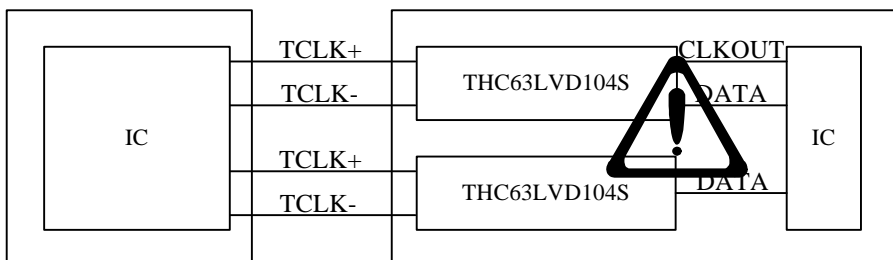 TCLK+
CLKOUT
THC63LVD104S
TCLK-
DATA
IC
IC
TCLK+
DATA
THC63LVD104S
TCLK-